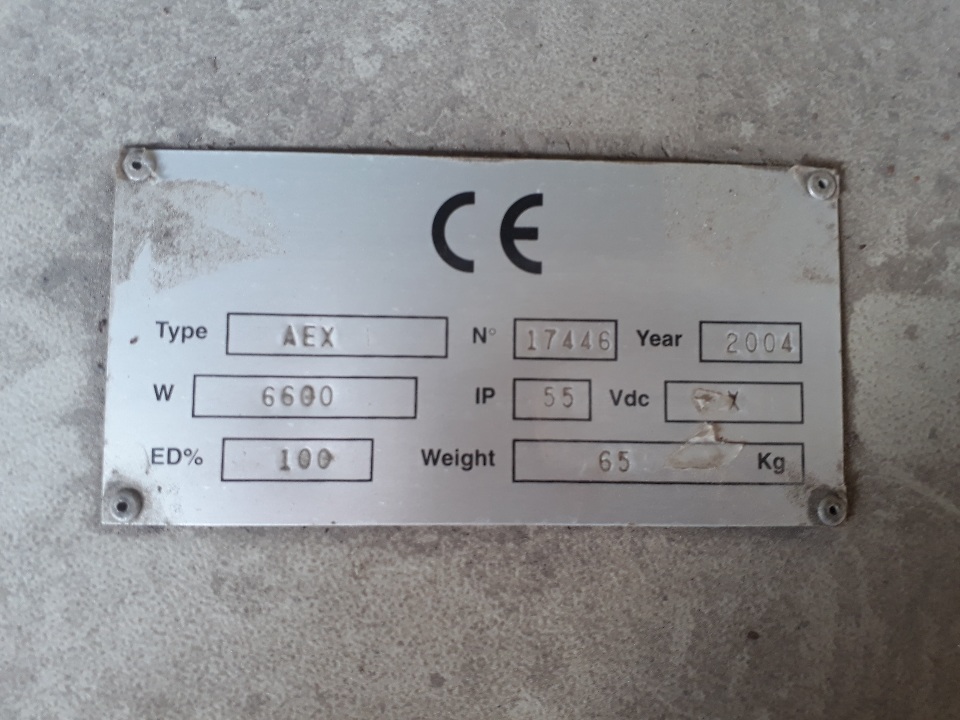 CE
Type AEX N° 17446 Year 2004
W 6600 IP 55 Vdc X
ED% 100 Weight 65 Kg